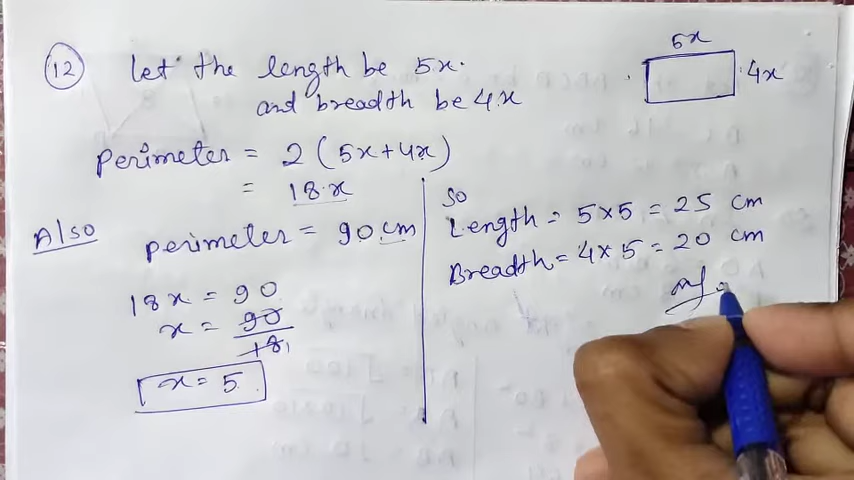 12 Let the length be 5x.
and breadth be 4x
5x
4x
Perimeter = 2 (5x+4x)
= 18x
Also
perimeter = 90 cm
18x = 90
x = 90/18
x = 5
So
Length = 5×5 = 25 cm
Breadth = 4×5 = 20 cm